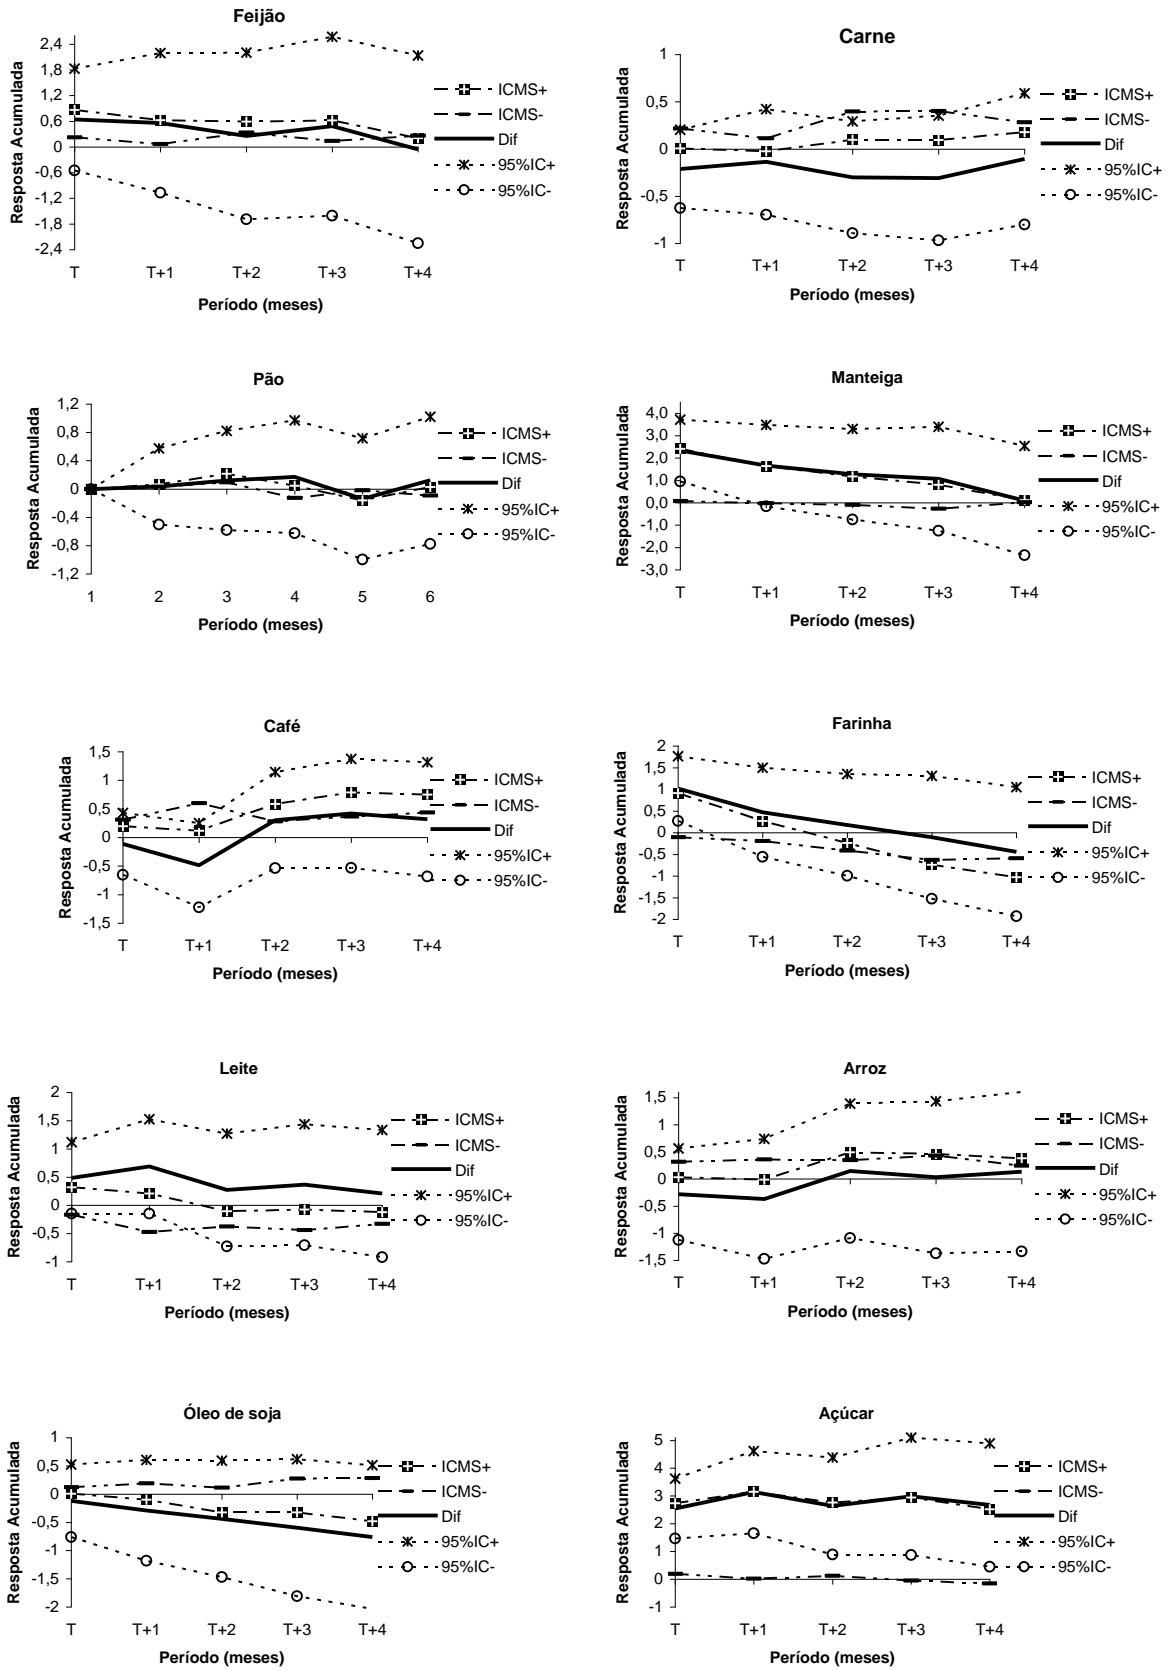 Feijão
Resposta Acumulada
2,4
1,8
1,2
0,6
0
-0,6
-1,2
-1,8
-2,4
T T+1 T+2 T+3 T+4
Período (meses)
ICMS+
ICMS-
Dif
95%IC+
95%IC-
Carne
Resposta Acumulada
1
0,5
0
-0,5
-1
T T+1 T+2 T+3 T+4
Período (meses)
ICMS+
ICMS-
Dif
95%IC+
95%IC-
Pão
Resposta Acumulada
1,2
0,8
0,4
0
-0,4
-0,8
-1,2
1 2 3 4 5 6
Período (meses)
ICMS+
ICMS-
Dif
95%IC+
95%IC-
Manteiga
Resposta Acumulada
4,0
3,0
2,0
1,0
0,0
-1,0
-2,0
-3,0
T T+1 T+2 T+3 T+4
Período (meses)
ICMS+
ICMS-
Dif
95%IC+
95%IC-
Café
Resposta Acumulada
1,5
1
0,5
0
-0,5
-1
-1,5
T T+1 T+2 T+3 T+4
Período (meses)
ICMS+
ICMS-
Dif
95%IC+
95%IC-
Farinha
Resposta Acumulada
2
1,5
1
0,5
0
-0,5
-1
-1,5
-2
T T+1 T+2 T+3 T+4
Período (meses)
ICMS+
ICMS-
Dif
95%IC+
95%IC-
Leite
Resposta Acumulada
2
1,5
1
0,5
0
-0,5
-1
T T+1 T+2 T+3 T+4
Período (meses)
ICMS+
ICMS-
Dif
95%IC+
95%IC-
Arroz
Resposta Acumulada
1,5
1
0,5
0
-0,5
-1
-1,5
T T+1 T+2 T+3 T+4
Período (meses)
ICMS+
ICMS-
Dif
95%IC+
95%IC-
Óleo de soja
Resposta Acumulada
1
0,5
0
-0,5
-1
-1,5
-2
T T+1 T+2 T+3 T+4
Período (meses)
ICMS+
ICMS-
Dif
95%IC+
95%IC-
Açúcar
Resposta Acumulada
5
4
3
2
1
0
-1
T T+1 T+2 T+3 T+4
Período (meses)
ICMS+
ICMS-
Dif
95%IC+
95%IC-